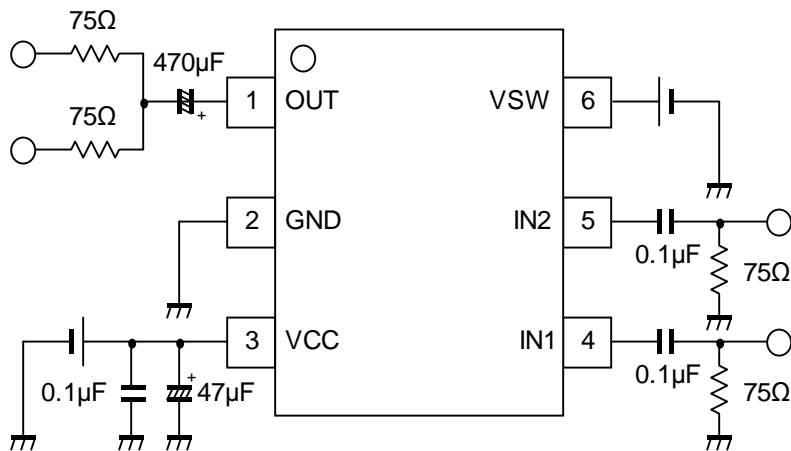 75Ω
470µF
+
1
OUT
VSW
6
75Ω
2
GND
IN2
5
0.1µF
75Ω
3
VCC
IN1
4
0.1µF
+
47µF
0.1µF
75Ω